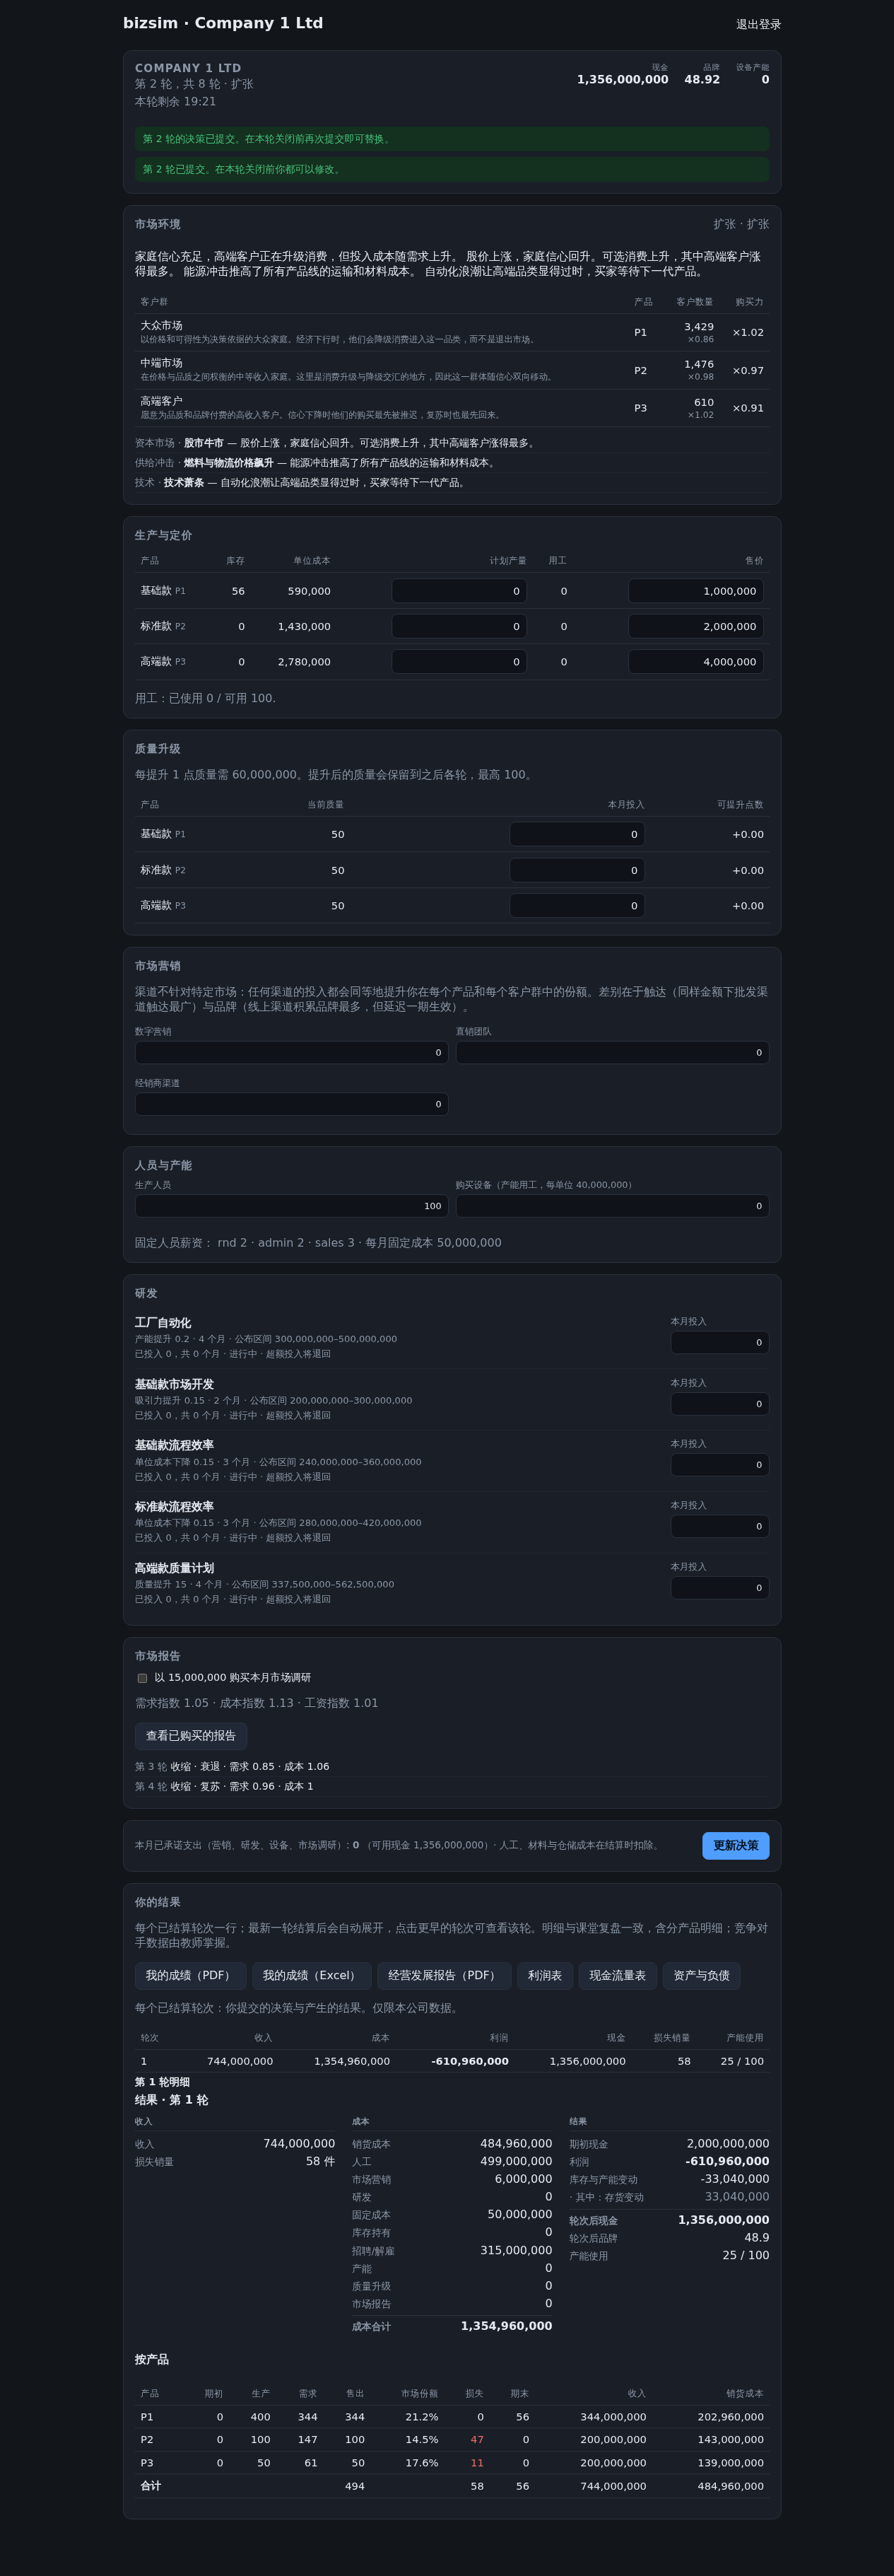 bizsim · Company 1 Ltd
退出登录
COMPANY 1 LTD
第 2 轮，共 8 轮 · 扩张
本轮剩余 19:21
现金 品牌 设备产能
1,356,000,000 48.92 0
第 2 轮的决策已提交。在本轮关闭前再次提交即可替换。
第 2 轮已提交。在本轮关闭前你都可以修改。
市场环境
扩张 · 扩张
家庭信心充足，高端客户正在升级消费，但投入成本随需求上升。 股价上涨，家庭信心回升。可选消费上升，其中高端客户涨
得最多。 能源冲击推高了所有产品线的运输和材料成本。 自动化浪潮让高端品类显得过时，买家等待下一代产品。
客户群 产品 客户数量 购买力
大众市场 P1 3,429 ×1.02
以价格和可得性为决策依据的大众家庭。经济下行时，他们会降级消费进入这一品类，而不是退出市场。 ×0.86
中端市场 P2 1,476 ×0.97
在价格与品质之间权衡的中等收入家庭。这里是消费升级与降级交汇的地方，因此这一群体随信心双向移动。 ×0.98
高端客户 P3 610 ×0.91
愿意为品质和品牌付费的高收入客户。信心下降时他们的购买最先被推迟，复苏时也最先回来。 ×1.02
资本市场 · 股市牛市 — 股价上涨，家庭信心回升。可选消费上升，其中高端客户涨得最多。
供给冲击 · 燃料与物流价格飙升 — 能源冲击推高了所有产品线的运输和材料成本。
技术 · 技术萧条 — 自动化浪潮让高端品类显得过时，买家等待下一代产品。
生产与定价
产品 库存 单位成本 计划产量 用工 售价
基础款 P1 56 590,000 0 0 1,000,000
标准款 P2 0 1,430,000 0 0 2,000,000
高端款 P3 0 2,780,000 0 0 4,000,000
用工：已使用 0 / 可用 100.
质量升级
每提升 1 点质量需 60,000,000。提升后的质量会保留到之后各轮，最高 100。
产品 当前质量 本月投入 可提升点数
基础款 P1 50 0 +0.00
标准款 P2 50 0 +0.00
高端款 P3 50 0 +0.00
市场营销
渠道不针对特定市场：任何渠道的投入都会同等地提升你在每个产品和每个客户群中的份额。差别在于触达（同样金额下批发渠
道触达最广）与品牌（线上渠道积累品牌最多，但延迟一期生效）。
数字营销 直销团队
0 0
经销商渠道
0
人员与产能
生产人员 购买设备（产能用工，每单位 40,000,000）
100 0
固定人员薪资： rnd 2 · admin 2 · sales 3 · 每月固定成本 50,000,000
研发
工厂自动化 本月投入
产能提升 0.2 · 4 个月 · 公布区间 300,000,000–500,000,000 0
已投入 0，共 0 个月 · 进行中 · 超额投入将退回
基础款市场开发 本月投入
吸引力提升 0.15 · 2 个月 · 公布区间 200,000,000–300,000,000 0
已投入 0，共 0 个月 · 进行中 · 超额投入将退回
基础款流程效率 本月投入
单位成本下降 0.15 · 3 个月 · 公布区间 240,000,000–360,000,000 0
已投入 0，共 0 个月 · 进行中 · 超额投入将退回
标准款流程效率 本月投入
单位成本下降 0.15 · 3 个月 · 公布区间 280,000,000–420,000,000 0
已投入 0，共 0 个月 · 进行中 · 超额投入将退回
高端款质量计划 本月投入
质量提升 15 · 4 个月 · 公布区间 337,500,000–562,500,000 0
已投入 0，共 0 个月 · 进行中 · 超额投入将退回
市场报告
以 15,000,000 购买本月市场调研
需求指数 1.05 · 成本指数 1.13 · 工资指数 1.01
查看已购买的报告
第 3 轮 收缩 · 衰退 · 需求 0.85 · 成本 1.06
第 4 轮 收缩 · 复苏 · 需求 0.96 · 成本 1
本月已承诺支出（营销、研发、设备、市场调研）: 0 （可用现金 1,356,000,000）· 人工、材料与仓储成本在结算时扣除。
更新决策
你的结果
每个已结算轮次一行；最新一轮结算后会自动展开，点击更早的轮次可查看该轮。明细与课堂复盘一致，含分产品明细；竞争对
手数据由教师掌握。
我的成绩（PDF） 我的成绩（Excel） 经营发展报告（PDF） 利润表 现金流量表 资产与负债
每个已结算轮次：你提交的决策与产生的结果。仅限本公司数据。
轮次 收入 成本 利润 现金 损失销量 产能使用
1 744,000,000 1,354,960,000 -610,960,000 1,356,000,000 58 25 / 100
第 1 轮明细
结果 · 第 1 轮
收入
收入 744,000,000
损失销量 58 件
成本
销货成本 484,960,000
人工 499,000,000
市场营销 6,000,000
研发 0
固定成本 50,000,000
库存持有 0
招聘/解雇 315,000,000
产能 0
质量升级 0
市场报告 0
成本合计 1,354,960,000
结果
期初现金 2,000,000,000
利润 -610,960,000
库存与产能变动 -33,040,000
· 其中：存货变动 33,040,000
轮次后现金 1,356,000,000
轮次后品牌 48.9
产能使用 25 / 100
按产品
产品 期初 生产 需求 售出 市场份额 损失 期末 收入 销货成本
P1 0 400 344 344 21.2% 0 56 344,000,000 202,960,000
P2 0 100 147 100 14.5% 47 0 200,000,000 143,000,000
P3 0 50 61 50 17.6% 11 0 200,000,000 139,000,000
合计 494 58 56 744,000,000 484,960,000